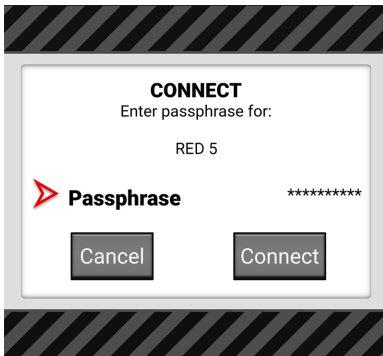 CONNECT
Enter passphrase for:
RED 5
Passphrase **********
Cancel Connect